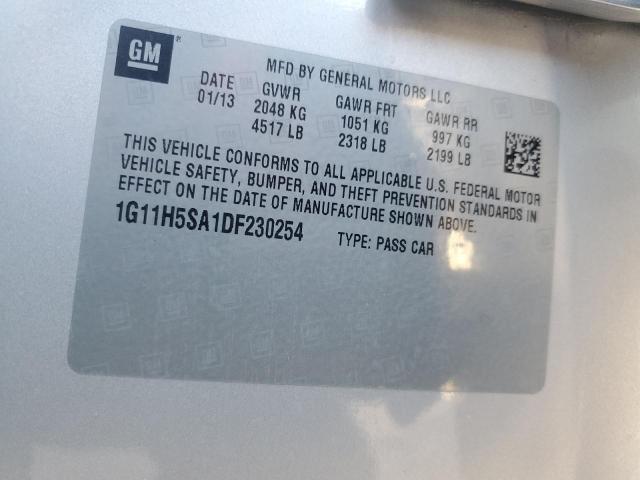 GM
MFD BY GENERAL MOTORS LLC
DATE GVWR GAWR FRT GAWR RR
01/13 2048 KG 1051 KG 997 KG
4517 LB 2318 LB 2199 LB
THIS VEHICLE CONFORMS TO ALL APPLICABLE U.S. FEDERAL MOTOR
VEHICLE SAFETY, BUMPER, AND THEFT PREVENTION STANDARDS IN
EFFECT ON THE DATE OF MANUFACTURE SHOWN ABOVE.
1G11H5SA1DF230254 TYPE: PASS CAR